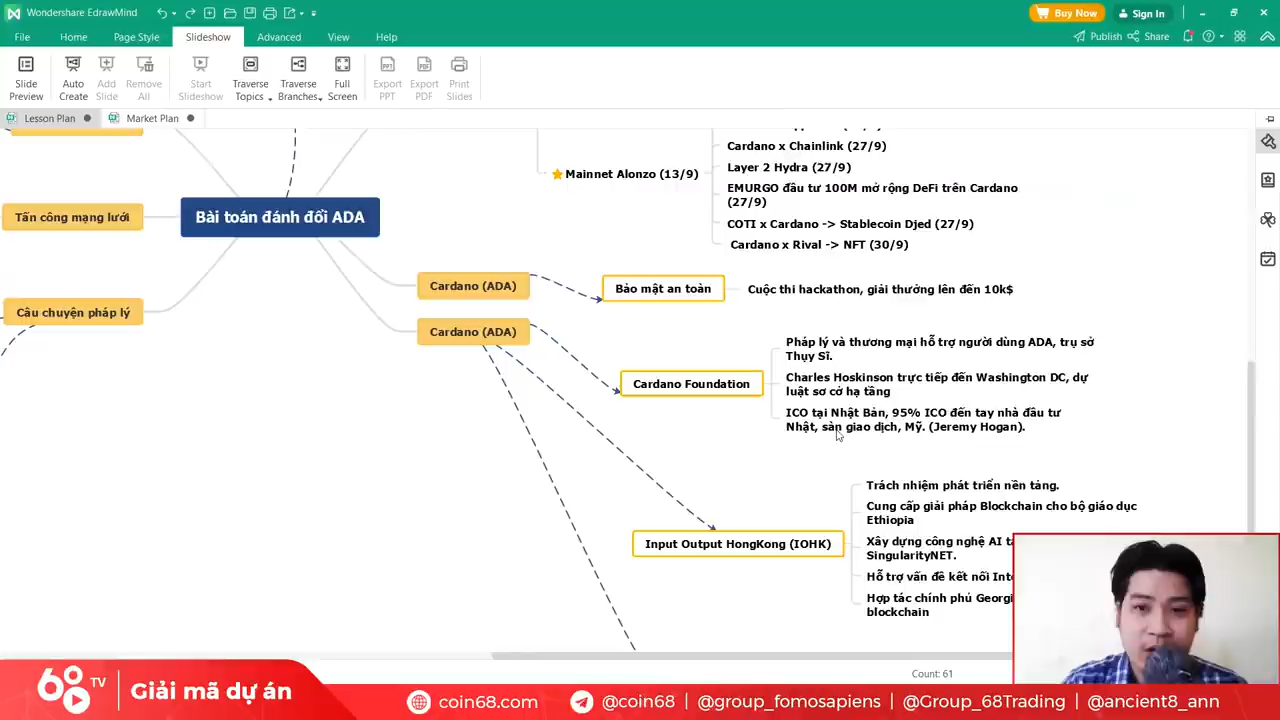 Wondershare EdrawMind
Buy Now
Sign In
File
Home
Page Style
Slideshow
Advanced
View
Help
Publish
Share
Slide Preview
Auto Create
Add Slide
Remove All
Start Slideshow
Traverse Topics
Traverse Branches
Full Screen
Export PPT
Export PDF
Print Slides
Lesson Plan
Market Plan
Cardano x Chainlink (27/9)
Mainnet Alonzo (13/9)
Layer 2 Hydra (27/9)
EMURGO đầu tư 100M mở rộng DeFi trên Cardano
(27/9)
COTI x Cardano -> Stablecoin Djed (27/9)
Cardano x Rival -> NFT (30/9)
Tấn công mạng lưới
Bài toán đánh đổi ADA
Câu chuyện pháp lý
Cardano (ADA)
Bảo mật an toàn
Cuộc thi hackathon, giải thưởng lên đến 10k$
Cardano (ADA)
Cardano Foundation
Pháp lý và thương mại hỗ trợ người dùng ADA, trụ sở
Thụy Sĩ.
Charles Hoskinson trực tiếp đến Washington DC, dự
luật sơ cở hạ tầng
ICO tại Nhật Bản, 95% ICO đến tay nhà đầu tư
Nhật, sàn giao dịch, Mỹ. (Jeremy Hogan).
Input Output HongKong (IOHK)
Trách nhiệm phát triển nền tảng.
Cung cấp giải pháp Blockchain cho bộ giáo dục
Ethiopia
Xây dựng công nghệ AI
SingularityNET.
Hỗ trợ vấn đề kết nối
Hợp tác chính phủ
blockchain
Count: 61
68 TV
Giải mã dự án
coin68.com
@coin68 | @group_fomosapiens | @Group_68Trading | @ancient8_ann